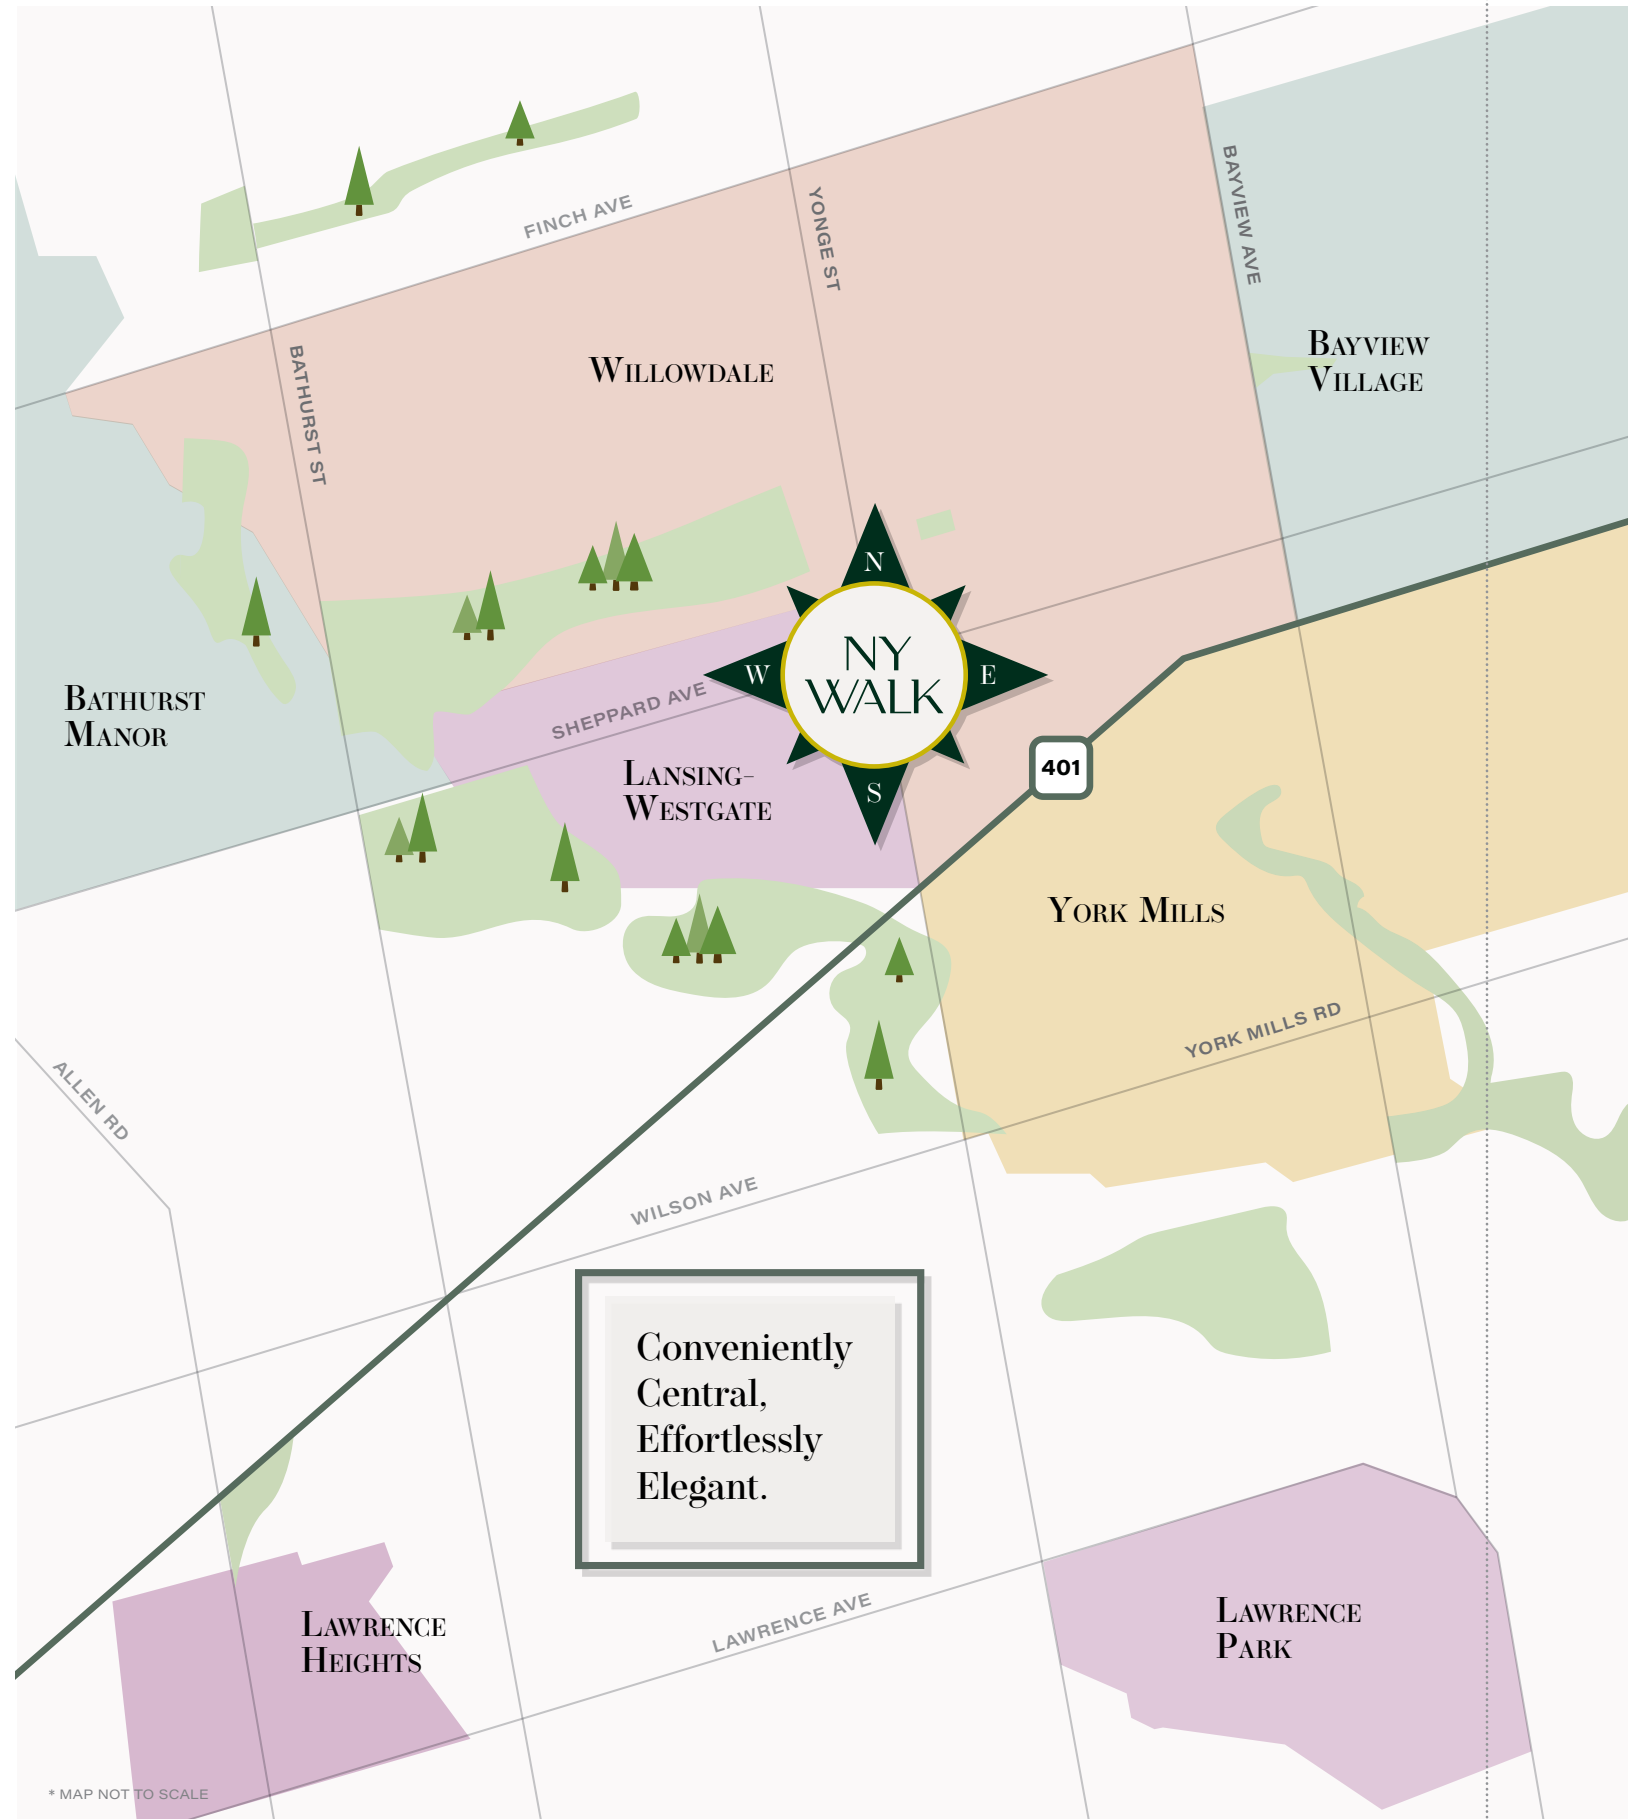 FINCH AVE
YONGE ST
BAYVIEW AVE
BATHURST ST
Willowdale
Bayview
Village
N
W
NY
WALK
E
S
SHEPPARD AVE
Bathurst
Manor
Lansing-
Westgate
401
York Mills
YORK MILLS RD
ALLEN RD
WILSON AVE
Conveniently
Central,
Effortlessly
Elegant.
LAWRENCE AVE
Lawrence
Heights
Lawrence
Park
* MAP NOT TO SCALE